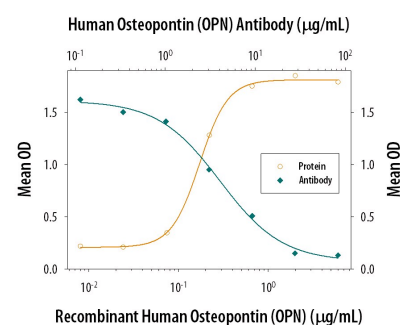 Human Osteopontin (OPN) Antibody (µg/mL)
10-1 100 101 102
Mean OD
1.5 1.5
1.0 1.0
0.5 0.5
0.0 0.0
Mean OD
Protein
Antibody
10-2 10-1 100
Recombinant Human Osteopontin (OPN) (µg/mL)